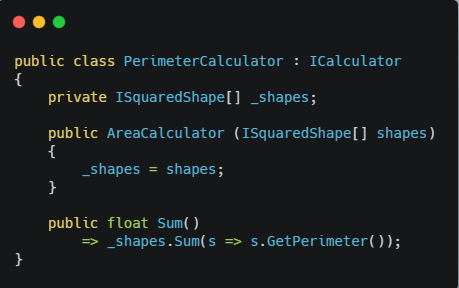 public class PerimeterCalculator : ICalculator
{
    private ISquaredShape[] _shapes;

    public AreaCalculator (ISquaredShape[] shapes)
    {
        _shapes = shapes;
    }

    public float Sum()
        => _shapes.Sum(s => s.GetPerimeter());
}